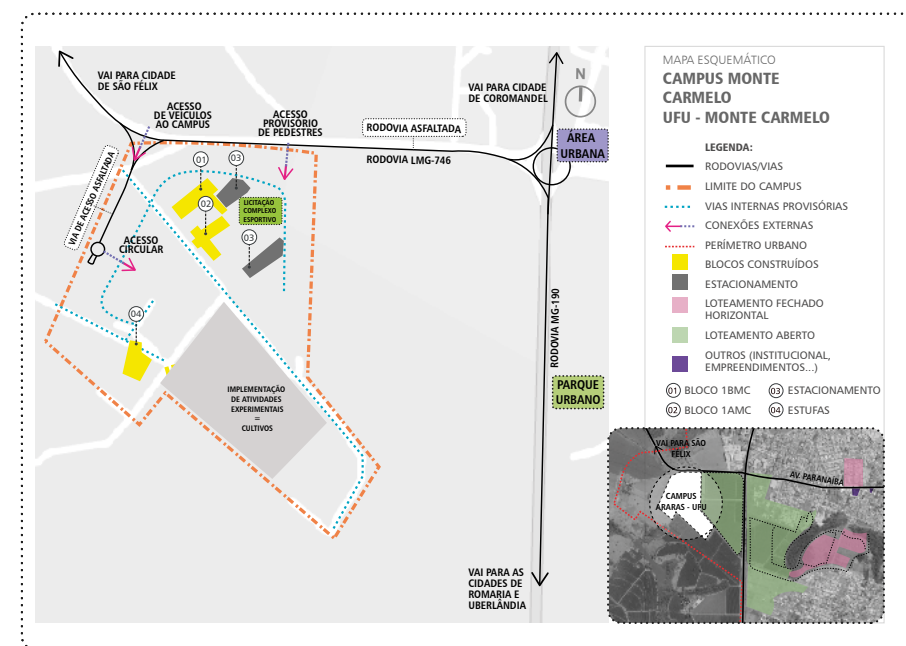 VAI PARA CIDADE
DE SÃO FÉLIX
ACESSO
DE VEÍCULOS
AO CAMPUS
ACESSO
PROVISÓRIO
DE PEDESTRES
VAI PARA CIDADE
DE COROMANDEL
N
RODOVIA ASFALTADA
RODOVIA LMG-746
ÁREA
URBANA
VIA DE ACESSO ASFALTADA
01
03
02
LICITAÇÃO
COMPLEXO
ESPORTIVO
03
ACESSO
CIRCULAR
04
IMPLEMENTAÇÃO
DE ATIVIDADES
EXPERIMENTAIS
=
CULTIVOS
RODOVIA MG-190
PARQUE
URBANO
VAI PARA AS
CIDADES DE
ROMARIA E
UBERLÂNDIA
MAPA ESQUEMÁTICO
CAMPUS MONTE
CARMELO
UFU - MONTE CARMELO
LEGENDA:
RODOVIAS/VIAS
LIMITE DO CAMPUS
VIAS INTERNAS PROVISÓRIAS
CONEXÕES EXTERNAS
PERÍMETRO URBANO
BLOCOS CONSTRUÍDOS
ESTACIONAMENTO
LOTEAMENTO FECHADO
HORIZONTAL
LOTEAMENTO ABERTO
OUTROS (INSTITUCIONAL,
EMPREENDIMENTOS...)
01 BLOCO 1BMC
03 ESTACIONAMENTO
02 BLOCO 1AMC
04 ESTUFAS
VAI PARA SÃO
FÉLIX
AV. PARANAÍBA
CAMPUS
ARARAS - UFU